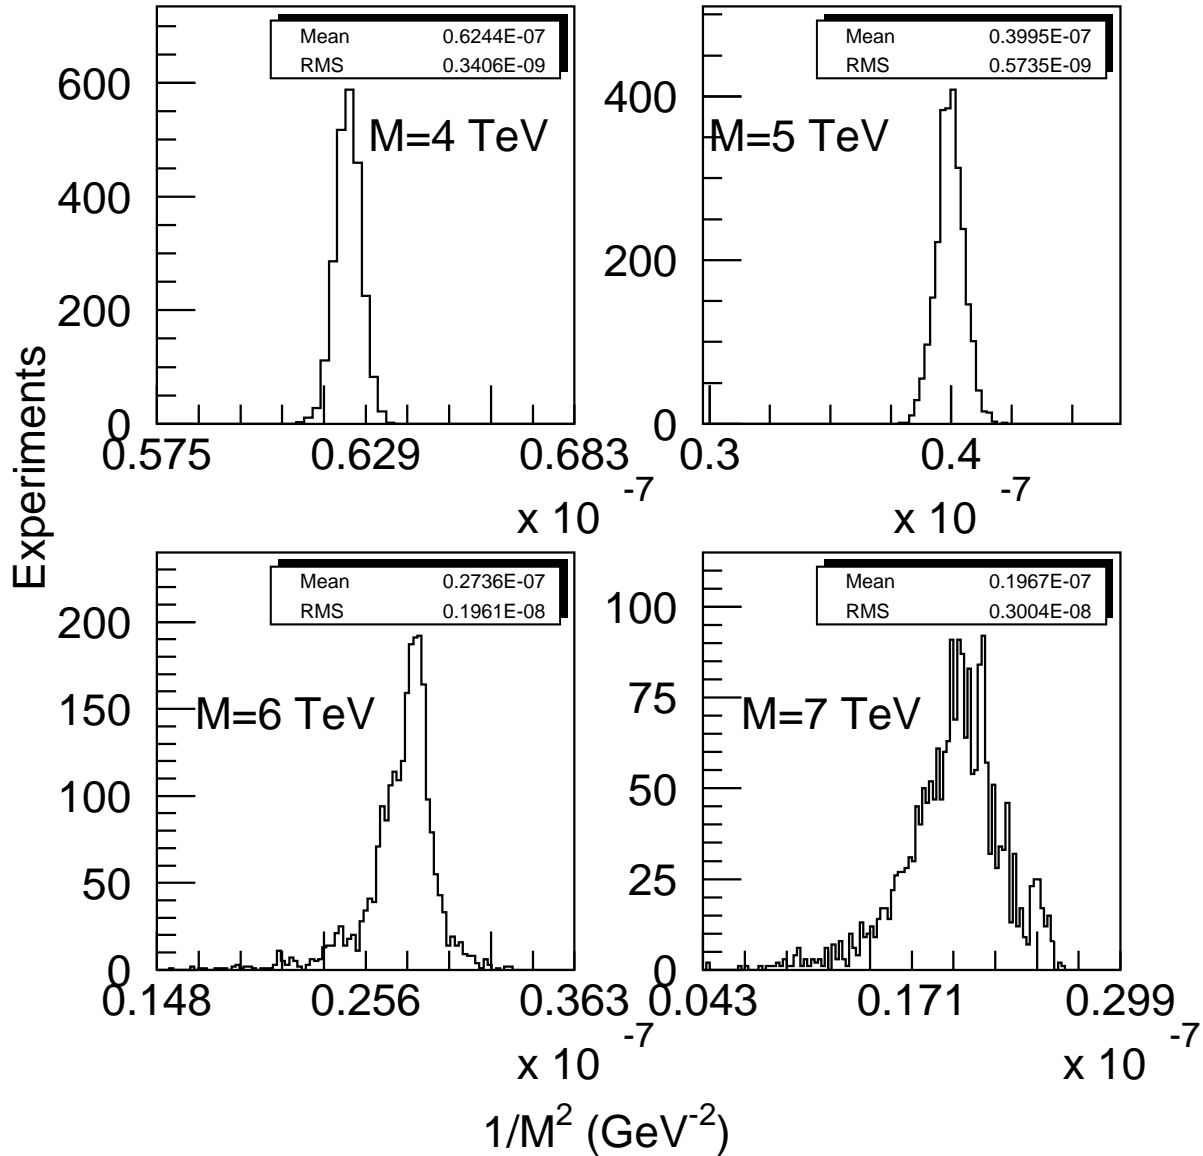 Experiments
Mean 0.6244E-07
RMS 0.3406E-09
M=4 TeV
600
400
200
0
0.575 0.629 0.683
x 10 -7
Mean 0.3995E-07
RMS 0.5735E-09
M=5 TeV
400
200
0
0.3 0.4
x 10 -7
Mean 0.2736E-07
RMS 0.1961E-08
M=6 TeV
200
150
100
50
0
0.148 0.256 0.363
x 10 -7
Mean 0.1967E-07
RMS 0.3004E-08
M=7 TeV
100
75
50
25
0
0.043 0.171 0.299
x 10 -7
1/M² (GeV⁻²)